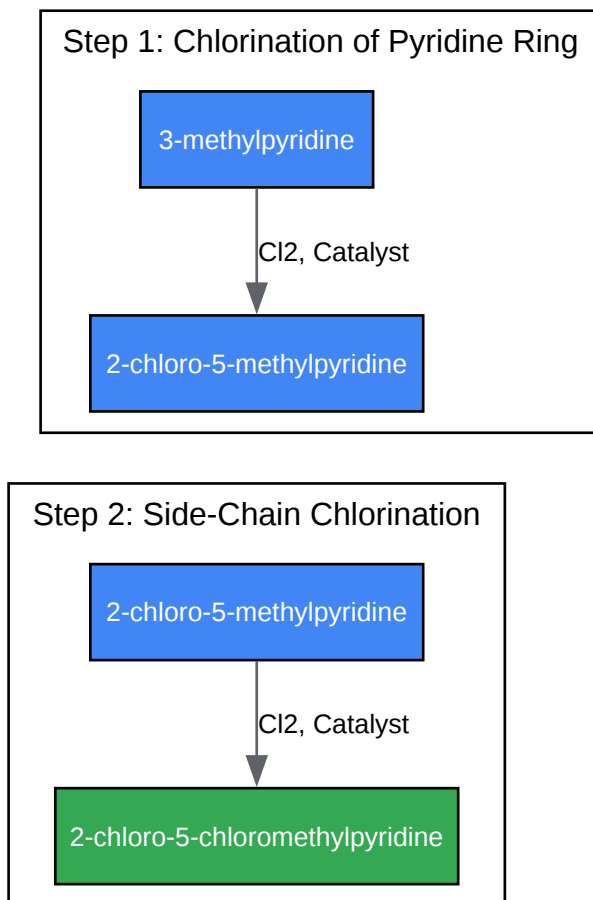 Step 1: Chlorination of Pyridine Ring
3-methylpyridine
Cl2, Catalyst
2-chloro-5-methylpyridine
Step 2: Side-Chain Chlorination
2-chloro-5-methylpyridine
Cl2, Catalyst
2-chloro-5-chloromethylpyridine